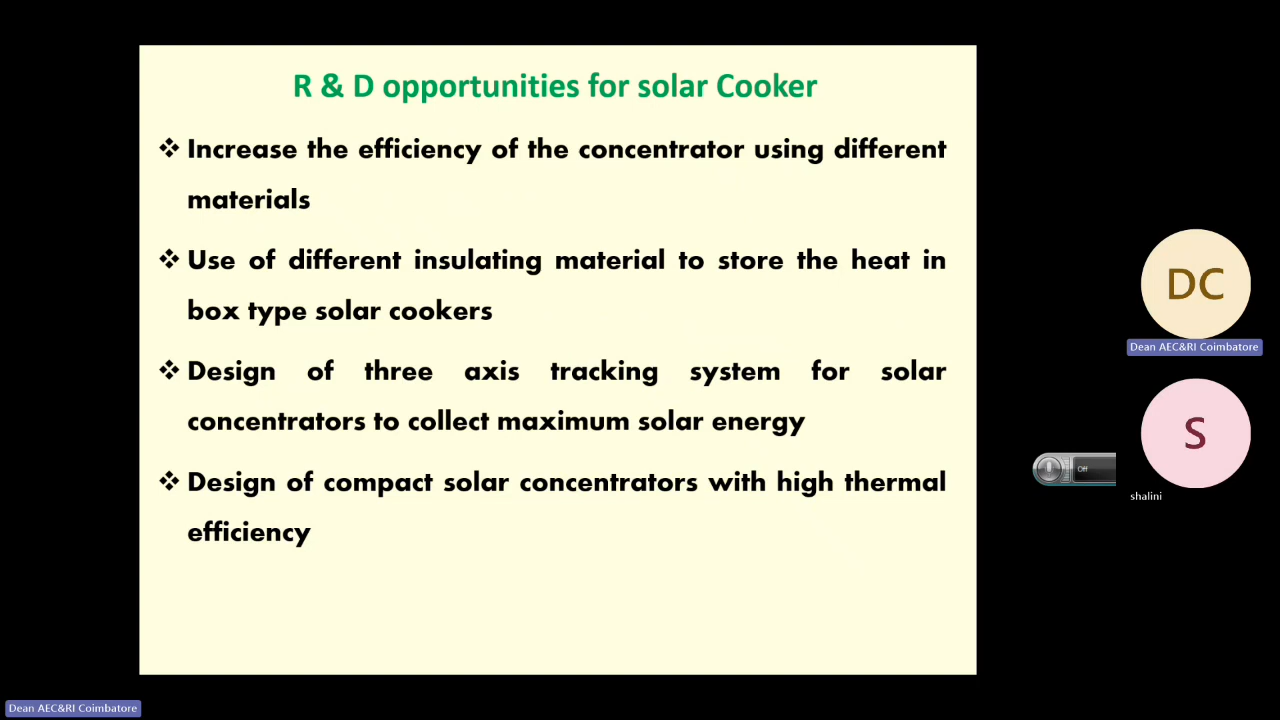 R & D opportunities for solar Cooker
❖ Increase the efficiency of the concentrator using different
materials
❖ Use of different insulating material to store the heat in
box type solar cookers
❖ Design of three axis tracking system for solar
concentrators to collect maximum solar energy
❖ Design of compact solar concentrators with high thermal
efficiency
DC
Dean AEC&RI Coimbatore
S
Off
shalini
Dean AEC&RI Coimbatore